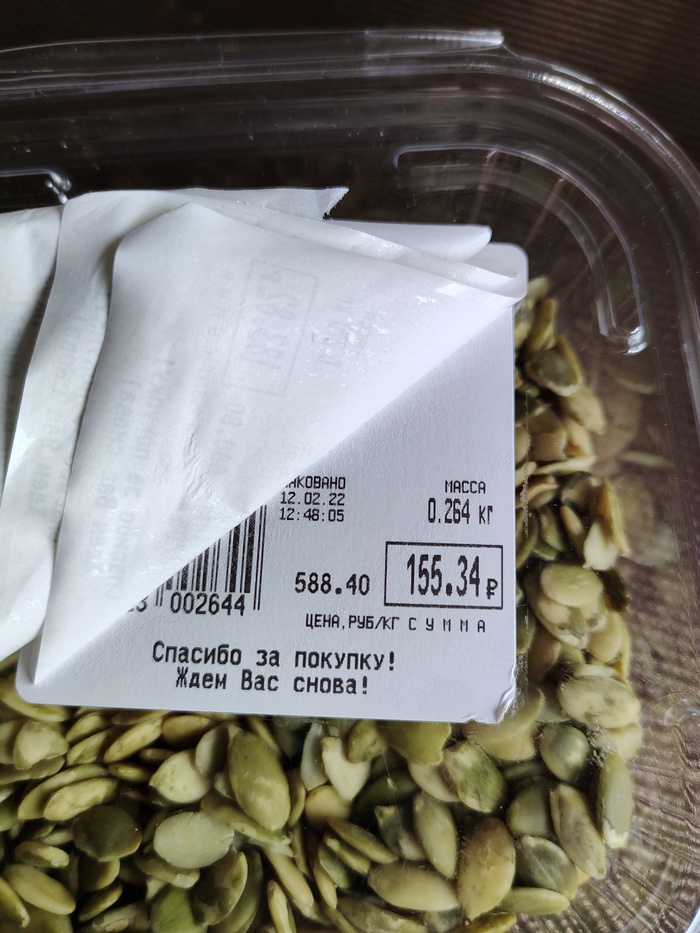 АКОВАНО
12.02.22
12:48:05
МАССА
0.264 КГ
588.40
155.34 ₽
002644
ЦЕНА, РУБ/КГ СУММА
Спасибо за покупку!
Ждем Вас снова!